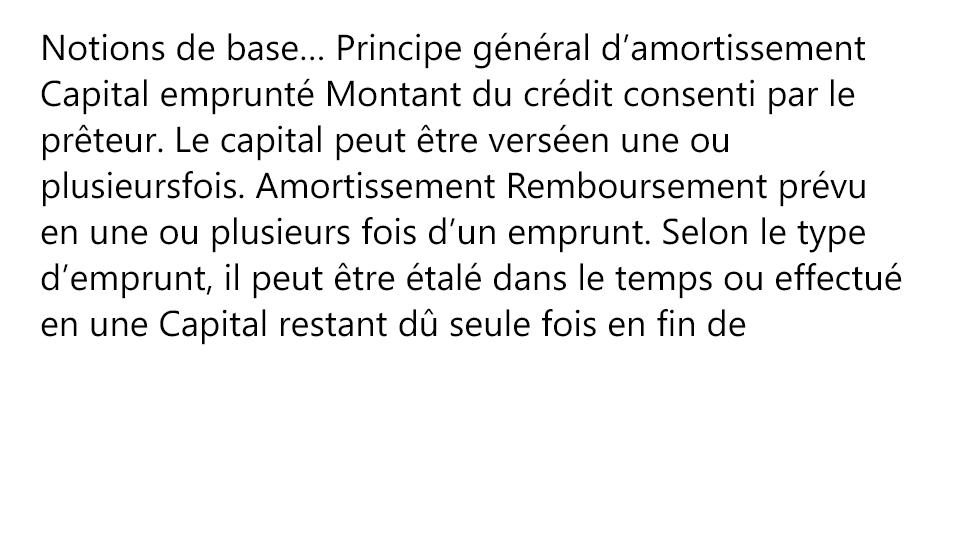 Notions de base… Principe général d’amortissement
Capital emprunté Montant du crédit consenti par le
prêteur. Le capital peut être verséen une ou
plusieursfois. Amortissement Remboursement prévu
en une ou plusieurs fois d’un emprunt. Selon le type
d’emprunt, il peut être étalé dans le temps ou effectué
en une Capital restant dû seule fois en fin de